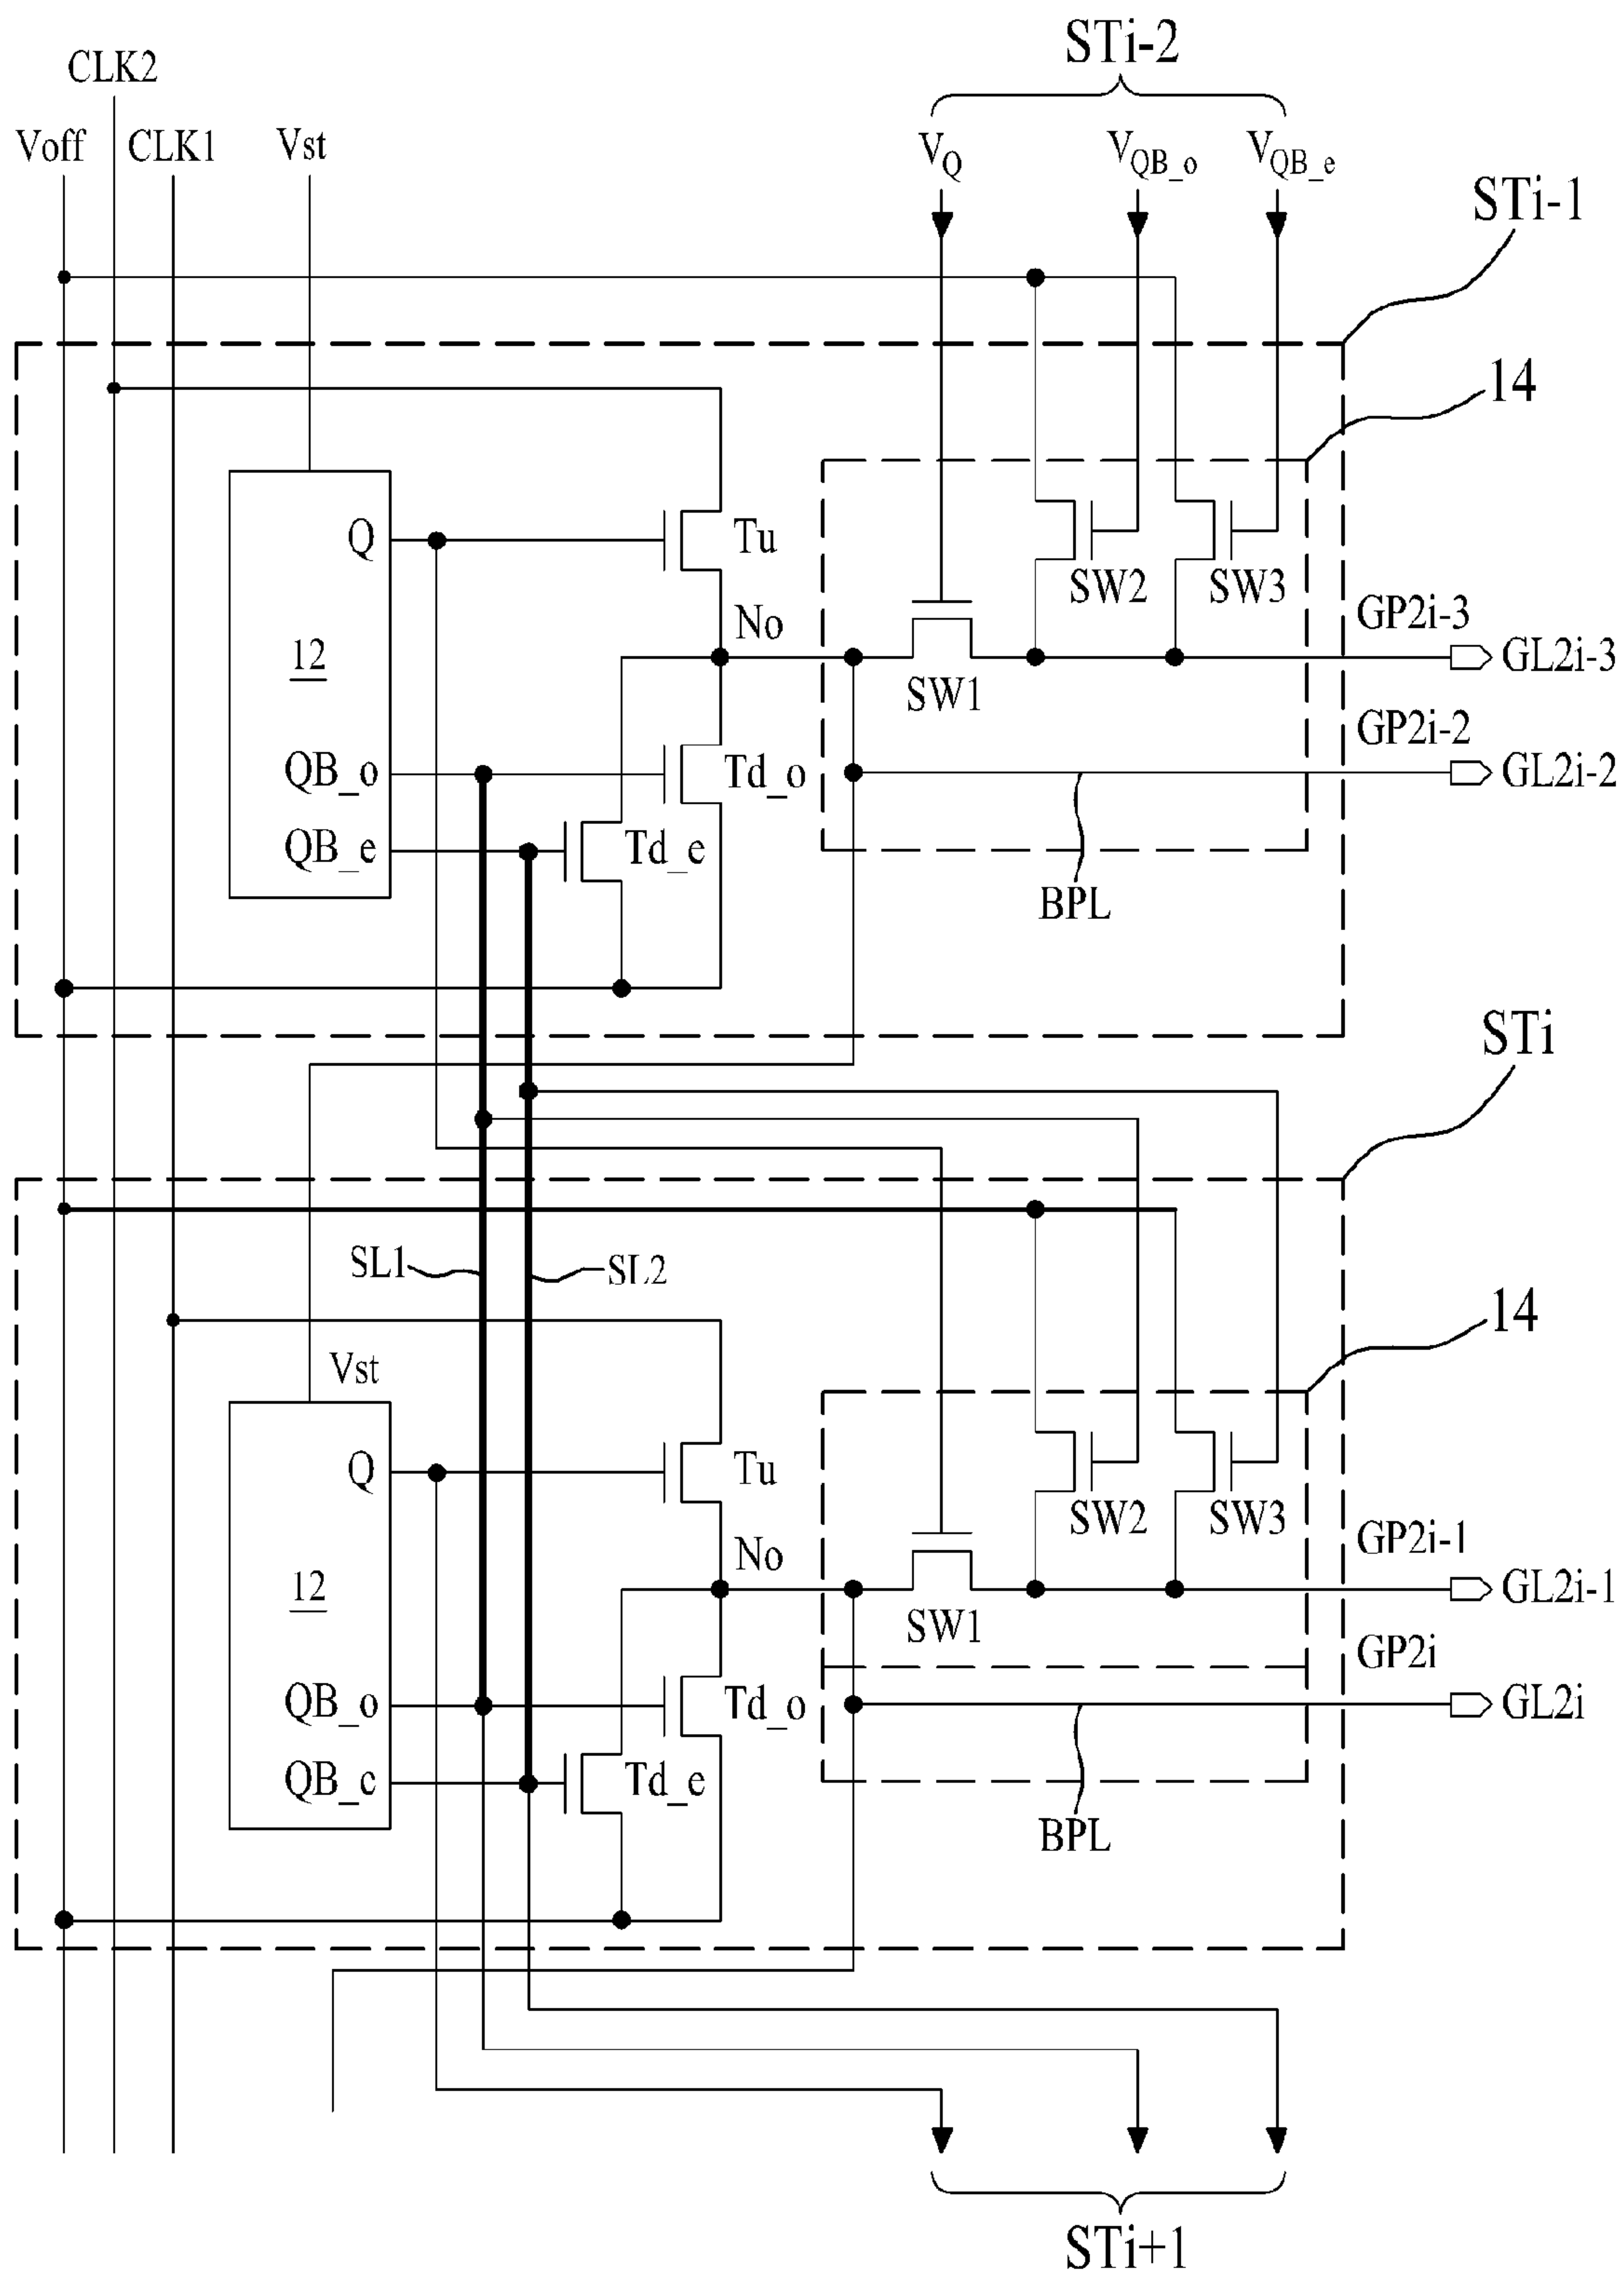 STi-2
CLK2
Voff CLK1 Vst VQ VQB_o VQB_e
STi-1
14
Q Tu
SW2 SW3
No GP2i-3
12 SW1 GL2i-3
GP2i-2
QB_o Td_o GL2i-2
QB_e Td_e
BPL
STi
SL1 SL2
14
Vst
Q Tu
SW2 SW3
No GP2i-1
12 SW1 GL2i-1
GP2i
QB_o Td_o GL2i
QB_c Td_e
BPL
STi+1